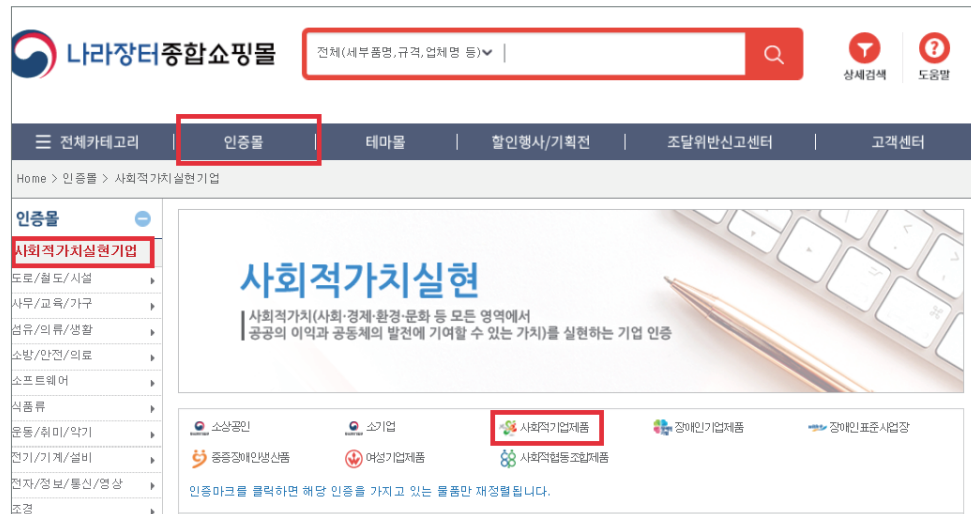 나라장터종합쇼핑몰
전체(세부품명,규격,업체명 등)
상세검색
도움말
전체카테고리
인증몰
테마몰
할인행사/기획전
조달위반신고센터
고객센터
Home > 인증몰 > 사회적가치실현기업
인증몰
사회적가치실현기업
도로/철도/시설
사무/교육/가구
섬유/의류/생활
소방/안전/의료
소프트웨어
식품류
운동/취미/악기
전기/기계/설비
전자/정보/통신/영상
조경
사회적가치실현
사회적가치(사회·경제·환경·문화 등 모든 영역에서
공공의 이익과 공동체의 발전에 기여할 수 있는 가치)를 실현하는 기업 인증
소상공인
소기업
사회적기업제품
장애인기업제품
장애인표준사업장
중증장애인생산품
여성기업제품
사회적협동조합제품
인증마크를 클릭하면 해당 인증을 가지고 있는 물품만 재정렬됩니다.